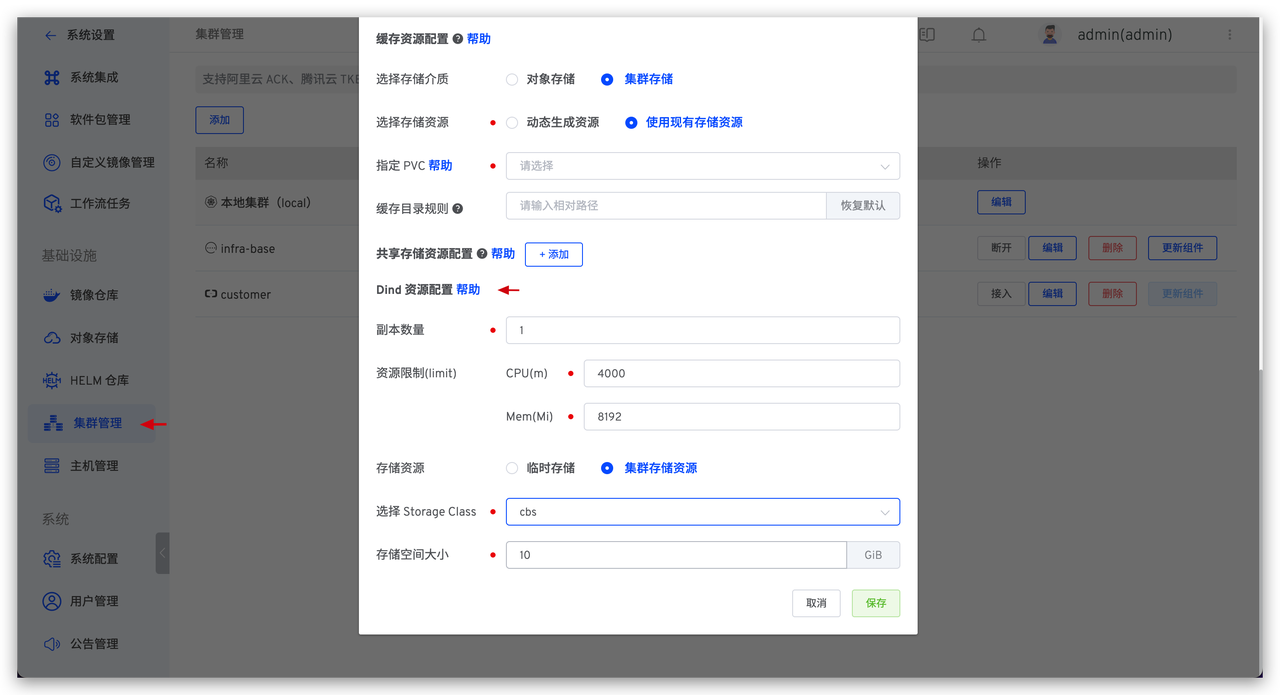 系统设置
系统集成
软件包管理
自定义镜像管理
工作流任务
基础设施
镜像仓库
对象存储
HELM 仓库
集群管理
主机管理
系统
系统配置
用户管理
公告管理
集群管理
admin(admin)
支持阿里云 ACK、腾讯云 TKE
添加
名称
操作
本地集群（local）
编辑
infra-base
断开 编辑 删除 更新组件
customer
接入 编辑 删除 更新组件
缓存资源配置 帮助
选择存储介质 对象存储 集群存储
选择存储资源 动态生成资源 使用现有存储资源
指定 PVC 帮助 请选择
缓存目录规则 请输入相对路径 恢复默认
共享存储资源配置 帮助 + 添加
Dind 资源配置 帮助
副本数量 1
资源限制(limit) CPU(m) 4000
Mem(Mi) 8192
存储资源 临时存储 集群存储资源
选择 Storage Class cbs
存储空间大小 10 GiB
取消 保存